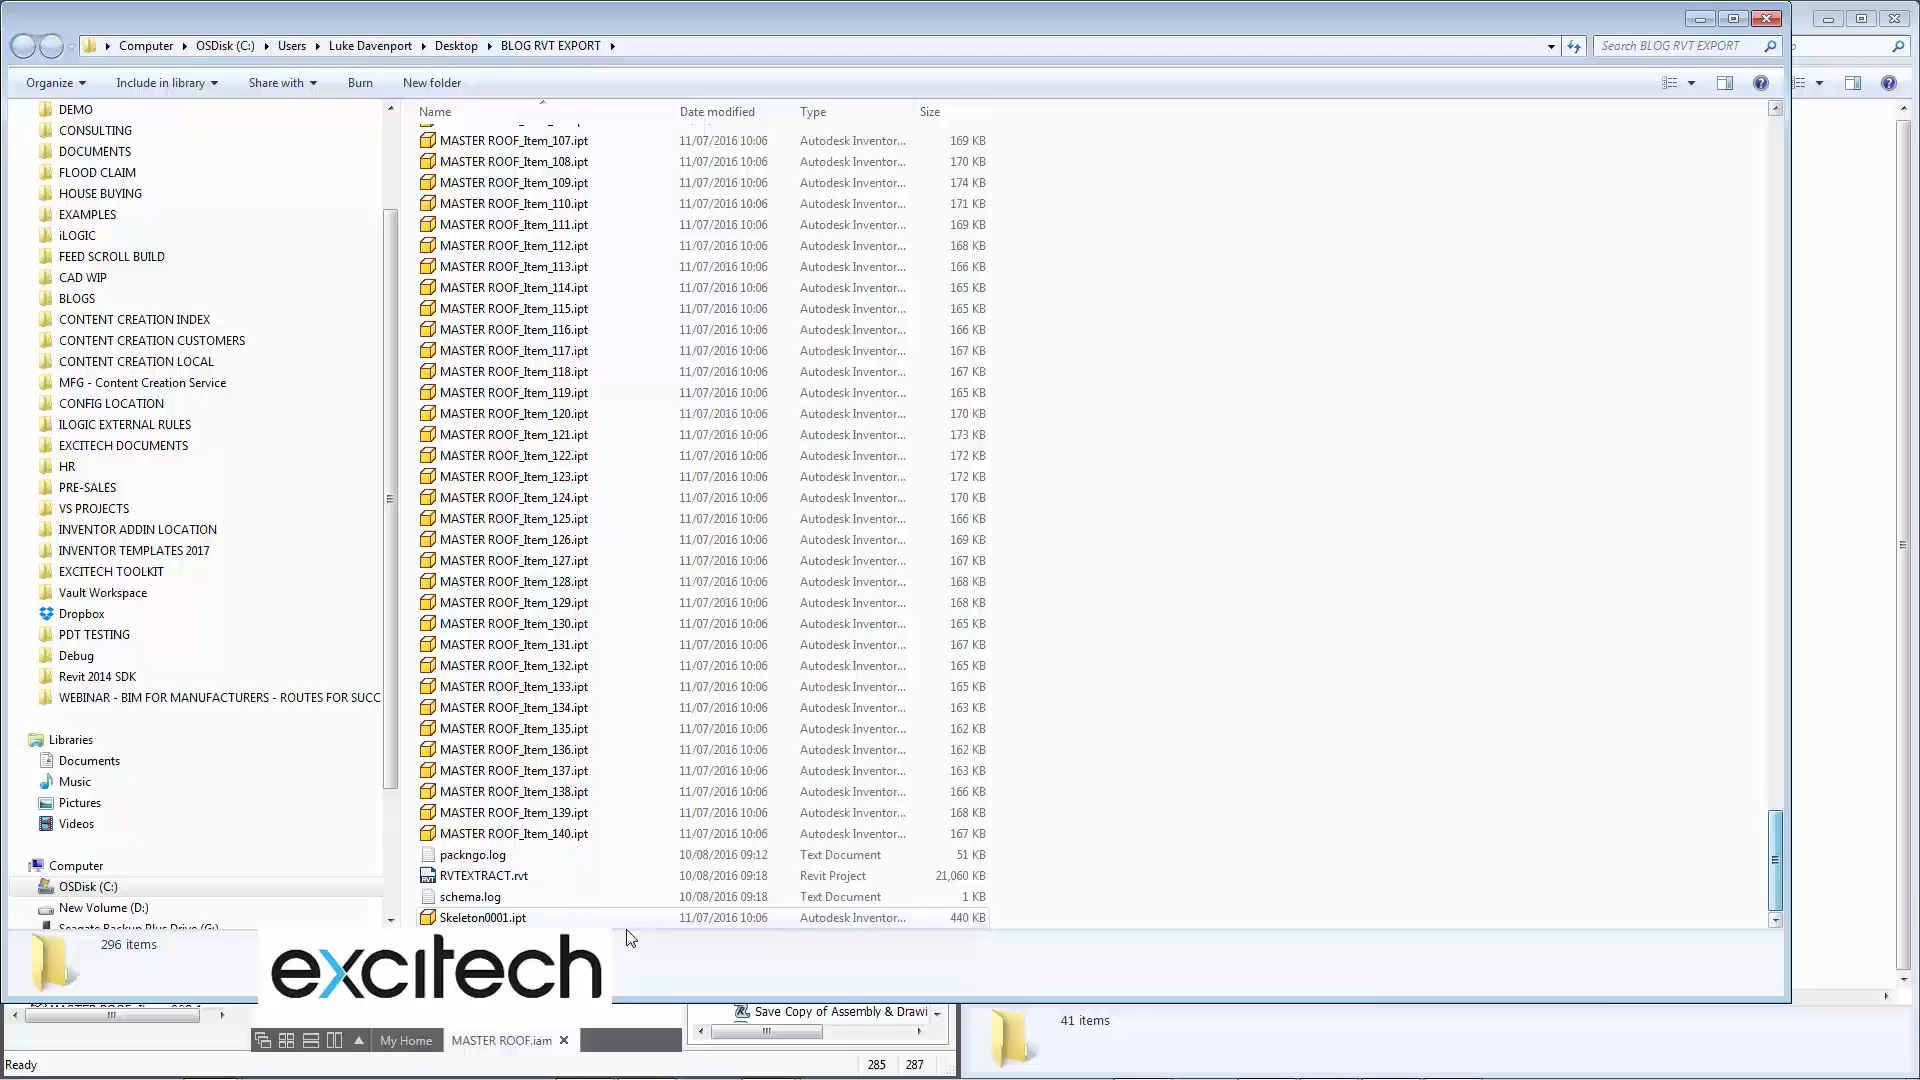 Computer OSDisk (C:) Users Luke Davenport Desktop BLOG RVT EXPORT
Search BLOG RVT EXPORT
Organize Include in library Share with Burn New folder
DEMO
CONSULTING
DOCUMENTS
FLOOD CLAIM
HOUSE BUYING
EXAMPLES
iLOGIC
FEED SCROLL BUILD
CAD WIP
BLOGS
CONTENT CREATION INDEX
CONTENT CREATION CUSTOMERS
CONTENT CREATION LOCAL
MFG - Content Creation Service
CONFIG LOCATION
ILOGIC EXTERNAL RULES
EXCITECH DOCUMENTS
HR
PRE-SALES
VS PROJECTS
INVENTOR ADDIN LOCATION
INVENTOR TEMPLATES 2017
EXCITECH TOOLKIT
Vault Workspace
Dropbox
PDT TESTING
Debug
Revit 2014 SDK
WEBINAR - BIM FOR MANUFACTURERS - ROUTES FOR SUCC
Libraries
Documents
Music
Pictures
Videos
Computer
OSDisk (C:)
New Volume (D:)
Seagate Backup Plus Drive (G:)
Name Date modified Type Size
MASTER ROOF_Item_107.ipt 11/07/2016 10:06 Autodesk Inventor... 169 KB
MASTER ROOF_Item_108.ipt 11/07/2016 10:06 Autodesk Inventor... 170 KB
MASTER ROOF_Item_109.ipt 11/07/2016 10:06 Autodesk Inventor... 174 KB
MASTER ROOF_Item_110.ipt 11/07/2016 10:06 Autodesk Inventor... 171 KB
MASTER ROOF_Item_111.ipt 11/07/2016 10:06 Autodesk Inventor... 169 KB
MASTER ROOF_Item_112.ipt 11/07/2016 10:06 Autodesk Inventor... 168 KB
MASTER ROOF_Item_113.ipt 11/07/2016 10:06 Autodesk Inventor... 166 KB
MASTER ROOF_Item_114.ipt 11/07/2016 10:06 Autodesk Inventor... 165 KB
MASTER ROOF_Item_115.ipt 11/07/2016 10:06 Autodesk Inventor... 165 KB
MASTER ROOF_Item_116.ipt 11/07/2016 10:06 Autodesk Inventor... 166 KB
MASTER ROOF_Item_117.ipt 11/07/2016 10:06 Autodesk Inventor... 167 KB
MASTER ROOF_Item_118.ipt 11/07/2016 10:06 Autodesk Inventor... 167 KB
MASTER ROOF_Item_119.ipt 11/07/2016 10:06 Autodesk Inventor... 165 KB
MASTER ROOF_Item_120.ipt 11/07/2016 10:06 Autodesk Inventor... 170 KB
MASTER ROOF_Item_121.ipt 11/07/2016 10:06 Autodesk Inventor... 173 KB
MASTER ROOF_Item_122.ipt 11/07/2016 10:06 Autodesk Inventor... 172 KB
MASTER ROOF_Item_123.ipt 11/07/2016 10:06 Autodesk Inventor... 172 KB
MASTER ROOF_Item_124.ipt 11/07/2016 10:06 Autodesk Inventor... 170 KB
MASTER ROOF_Item_125.ipt 11/07/2016 10:06 Autodesk Inventor... 166 KB
MASTER ROOF_Item_126.ipt 11/07/2016 10:06 Autodesk Inventor... 169 KB
MASTER ROOF_Item_127.ipt 11/07/2016 10:06 Autodesk Inventor... 167 KB
MASTER ROOF_Item_128.ipt 11/07/2016 10:06 Autodesk Inventor... 168 KB
MASTER ROOF_Item_129.ipt 11/07/2016 10:06 Autodesk Inventor... 168 KB
MASTER ROOF_Item_130.ipt 11/07/2016 10:06 Autodesk Inventor... 165 KB
MASTER ROOF_Item_131.ipt 11/07/2016 10:06 Autodesk Inventor... 167 KB
MASTER ROOF_Item_132.ipt 11/07/2016 10:06 Autodesk Inventor... 165 KB
MASTER ROOF_Item_133.ipt 11/07/2016 10:06 Autodesk Inventor... 165 KB
MASTER ROOF_Item_134.ipt 11/07/2016 10:06 Autodesk Inventor... 163 KB
MASTER ROOF_Item_135.ipt 11/07/2016 10:06 Autodesk Inventor... 162 KB
MASTER ROOF_Item_136.ipt 11/07/2016 10:06 Autodesk Inventor... 162 KB
MASTER ROOF_Item_137.ipt 11/07/2016 10:06 Autodesk Inventor... 163 KB
MASTER ROOF_Item_138.ipt 11/07/2016 10:06 Autodesk Inventor... 166 KB
MASTER ROOF_Item_139.ipt 11/07/2016 10:06 Autodesk Inventor... 168 KB
MASTER ROOF_Item_140.ipt 11/07/2016 10:06 Autodesk Inventor... 167 KB
packngo.log 10/08/2016 09:12 Text Document 51 KB
RVTEXTRACT.rvt 10/08/2016 09:18 Revit Project 21,060 KB
schema.log 10/08/2016 09:18 Text Document 1 KB
Skeleton0001.ipt 11/07/2016 10:06 Autodesk Inventor... 440 KB
296 items
excitech
Save Copy of Assembly & Drawi
My Home MASTER ROOF.iam
41 items
Ready 285 287